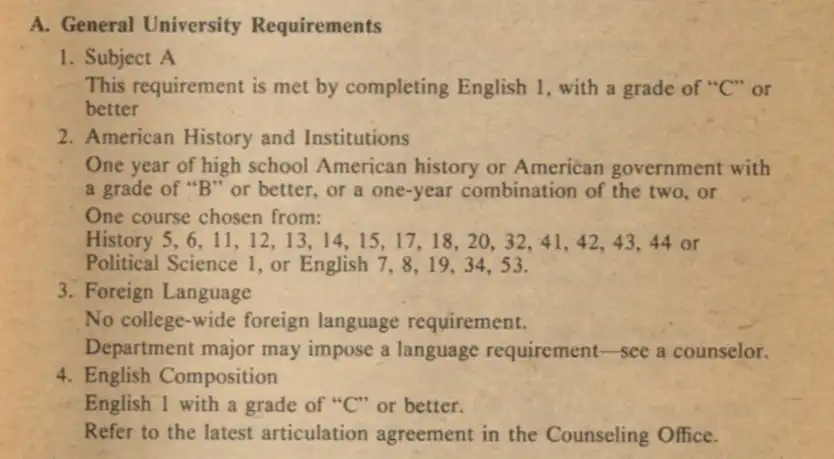 A. General University Requirements
1. Subject A
This requirement is met by completing English 1, with a grade of “C” or
better
2. American History and Institutions
One year of high school American history or American government with
a grade of “B” or better, or a one-year combination of the two, or
One course chosen from:
History 5, 6, 11, 12, 13, 14, 15, 17, 18, 20, 32, 41, 42, 43, 44 or
Political Science 1, or English 7, 8, 19, 34, 53.
3. Foreign Language
No college-wide foreign language requirement.
Department major may impose a language requirement—see a counselor.
4. English Composition
English 1 with a grade of “C” or better.
Refer to the latest articulation agreement in the Counseling Office.